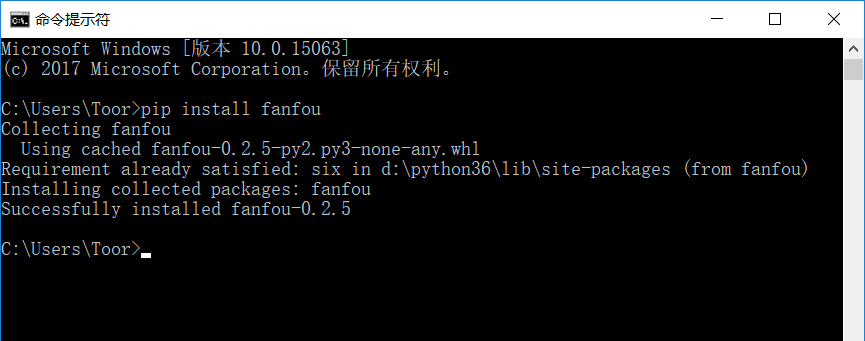 命令提示符
Microsoft Windows [版本 10.0.15063]
(c) 2017 Microsoft Corporation。保留所有权利。
C:\Users\Toor>pip install fanfou
Collecting fanfou
  Using cached fanfou-0.2.5-py2.py3-none-any.whl
Requirement already satisfied: six in d:\python36\lib\site-packages (from fanfou)
Installing collected packages: fanfou
Successfully installed fanfou-0.2.5
C:\Users\Toor>